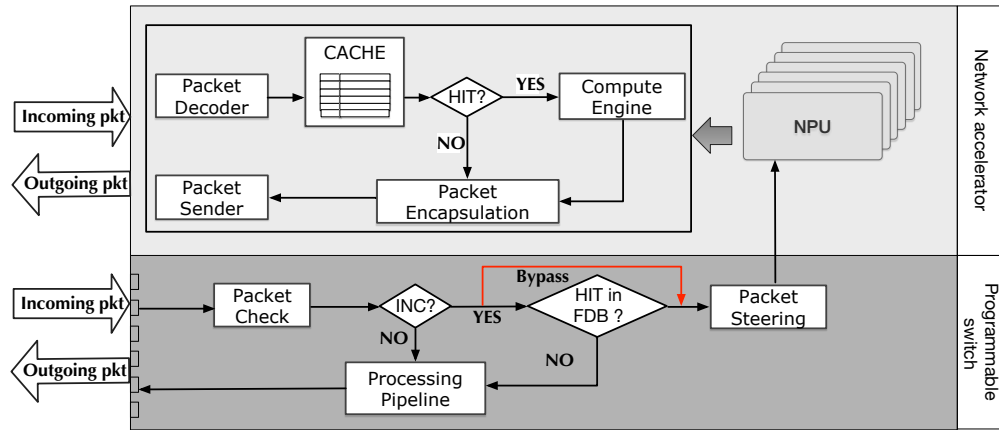 CACHE
Packet
Decoder
HIT?
YES
Compute
Engine
NPU
Network accelerator
Incoming pkt
NO
Outgoing pkt
Packet
Sender
Packet
Encapsulation
Incoming pkt
Packet
Check
INC?
YES
Bypass
HIT in
FDB ?
Packet
Steering
Programmable
switch
NO
NO
Outgoing pkt
Processing
Pipeline